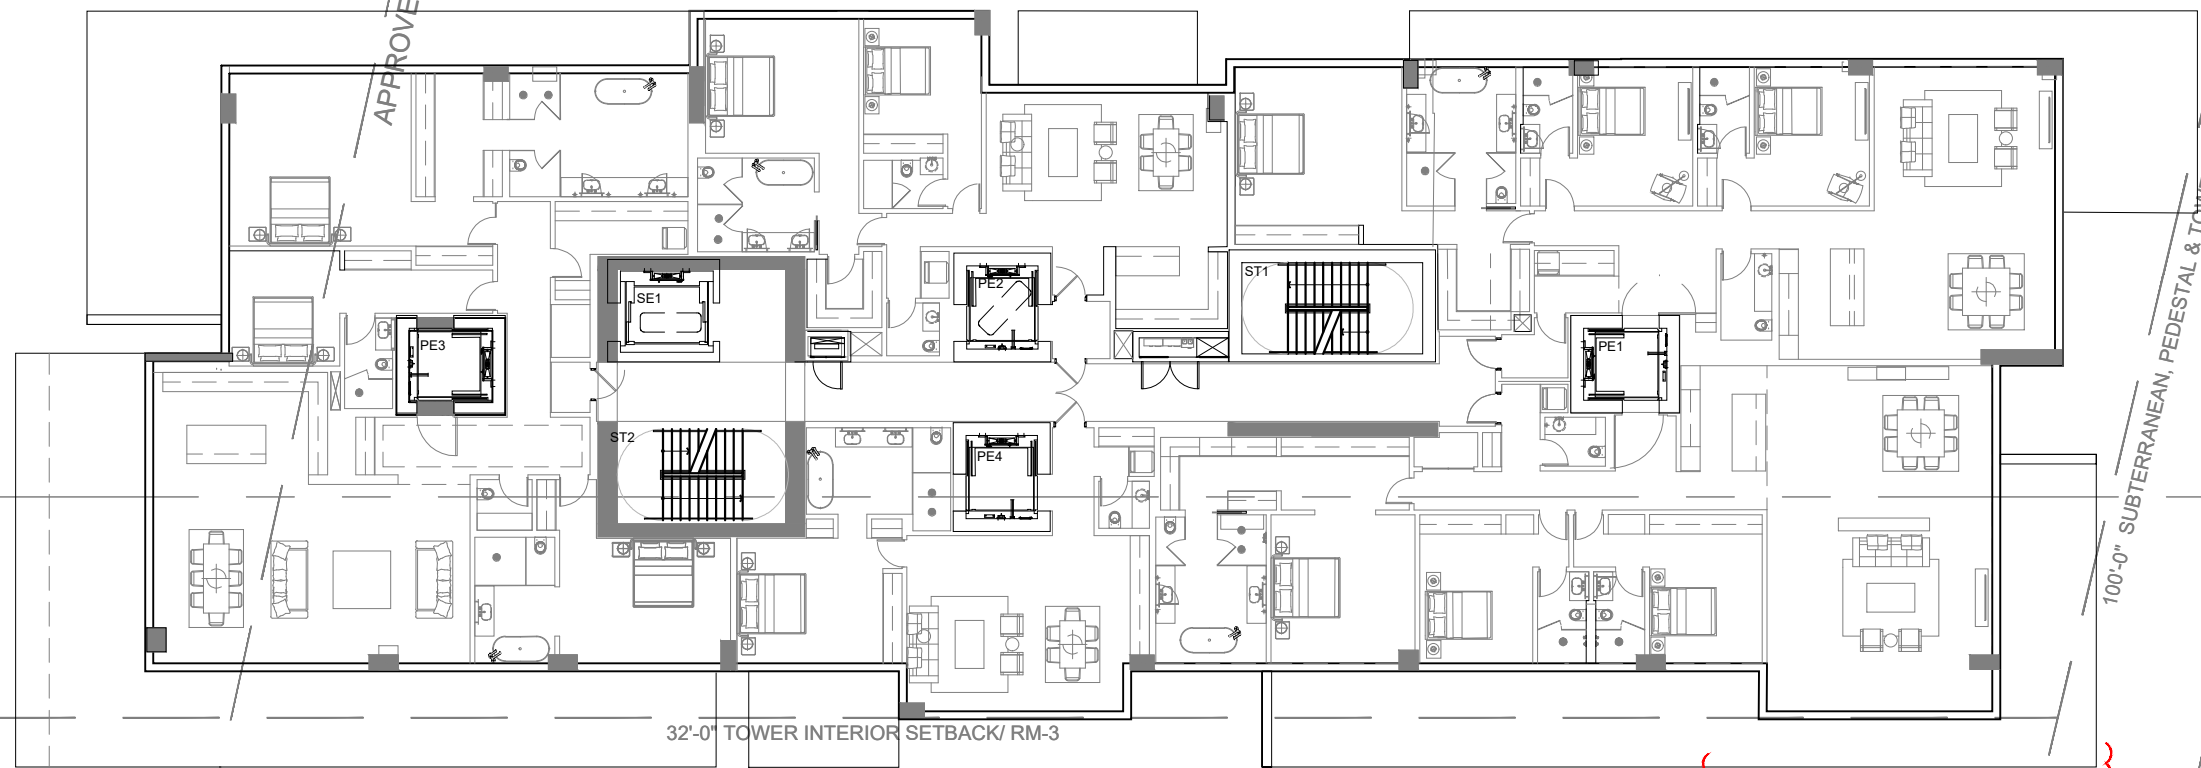 APPROVE
SE1
PE2
ST1
PE3
PE1
ST2
PE4
100'-0" SUBTERRANEAN, PEDESTAL & TOWE
32'-0" TOWER INTERIOR SETBACK/ RM-3